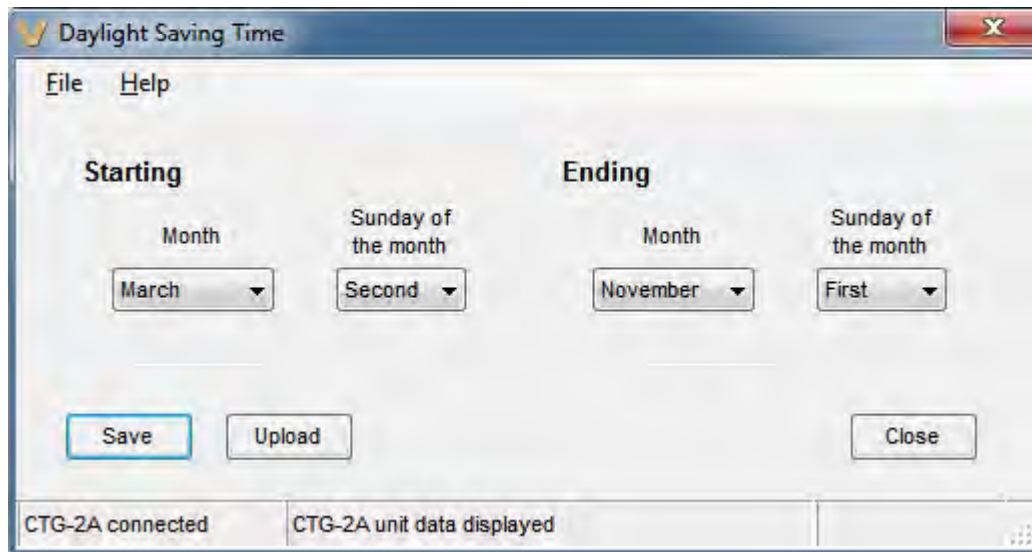 Daylight Saving Time
File Help
Starting Ending
Month Sunday of the month Month Sunday of the month
March Second November First
Save Upload Close
CTG-2A connected CTG-2A unit data displayed